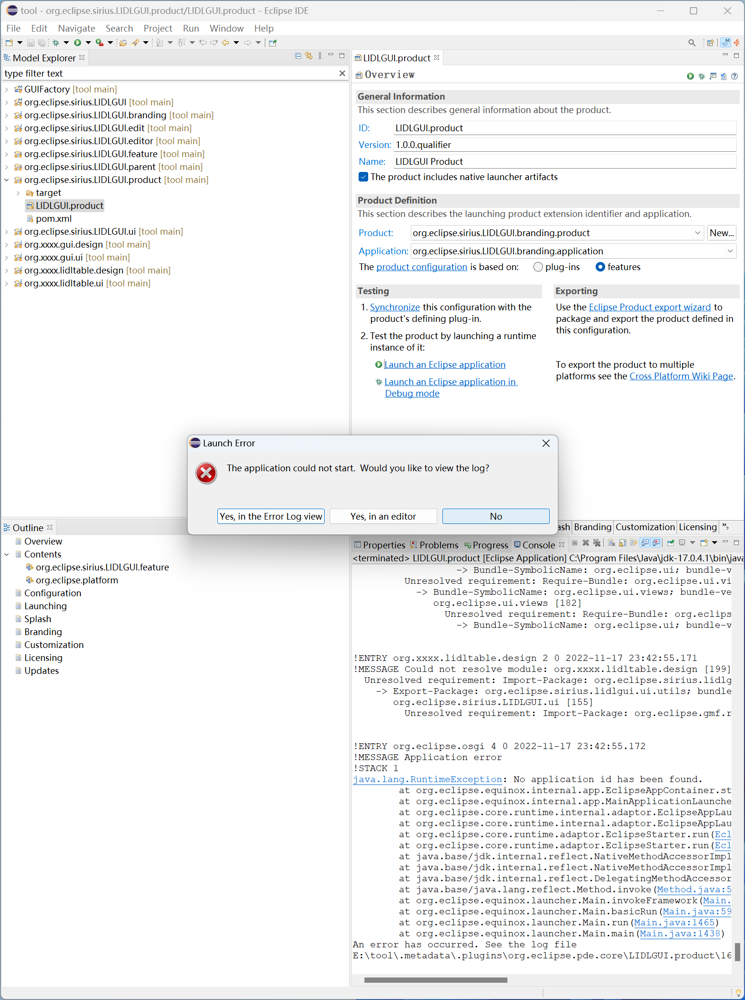 tool - org.eclipse.sirius.LIDLGUI.product/LIDLGUI.product - Eclipse IDE
File Edit Navigate Search Project Run Window Help
Model Explorer
type filter text
GUIFactory [tool main]
org.eclipse.sirius.LIDLGUI [tool main]
org.eclipse.sirius.LIDLGUI.branding [tool main]
org.eclipse.sirius.LIDLGUI.edit [tool main]
org.eclipse.sirius.LIDLGUI.editor [tool main]
org.eclipse.sirius.LIDLGUI.feature [tool main]
org.eclipse.sirius.LIDLGUI.parent [tool main]
org.eclipse.sirius.LIDLGUI.product [tool main]
target
LIDLGUI.product
pom.xml
org.eclipse.sirius.LIDLGUI.ui [tool main]
org.xxxx.gui.design [tool main]
org.xxxx.gui.ui [tool main]
org.xxxx.lidltable.design [tool main]
org.xxxx.lidltable.ui [tool main]
LIDLGUI.product
Overview
General Information
This section describes general information about the product.
ID: LIDLGUI.product
Version: 1.0.0.qualifier
Name: LIDLGUI Product
The product includes native launcher artifacts
Product Definition
This section describes the launching product extension identifier and application.
Product: org.eclipse.sirius.LIDLGUI.branding.product New...
Application: org.eclipse.sirius.LIDLGUI.branding.application
The product configuration is based on: plug-ins features
Testing
1. Synchronize this configuration with the
product's defining plug-in.
2. Test the product by launching a runtime
instance of it:
Launch an Eclipse application
Launch an Eclipse application in
Debug mode
Exporting
Use the Eclipse Product export wizard to
package and export the product defined in
this configuration.
To export the product to multiple
platforms see the Cross Platform Wiki Page.
Launch Error
The application could not start. Would you like to view the log?
Yes, in the Error Log view Yes, in an editor No
ash Branding Customization Licensing »2
Outline
Overview
Contents
org.eclipse.sirius.LIDLGUI.feature
org.eclipse.platform
Configuration
Launching
Splash
Branding
Customization
Licensing
Updates
Properties Problems Progress Console
<terminated> LIDLGUI.product [Eclipse Application] C:\Program Files\Java\jdk-17.0.4.1\bin\java
-> Bundle-SymbolicName: org.eclipse.ui; bundle-v
Unresolved requirement: Require-Bundle: org.eclipse.ui.vi
-> Bundle-SymbolicName: org.eclipse.ui.views; bundle-ve
org.eclipse.ui.views [182]
Unresolved requirement: Require-Bundle: org.eclips
-> Bundle-SymbolicName: org.eclipse.ui; bundle-v
!ENTRY org.xxxx.lidltable.design 2 0 2022-11-17 23:42:55.171
!MESSAGE Could not resolve module: org.xxxx.lidltable.design [199]
Unresolved requirement: Import-Package: org.eclipse.sirius.lidlg
-> Export-Package: org.eclipse.sirius.lidlgui.ui.utils; bundle
org.eclipse.sirius.LIDLGUI.ui [155]
Unresolved requirement: Import-Package: org.eclipse.gmf.r
!ENTRY org.eclipse.osgi 4 0 2022-11-17 23:42:55.172
!MESSAGE Application error
!STACK 1
java.lang.RuntimeException: No application id has been found.
at org.eclipse.equinox.internal.app.EclipseAppContainer.st
at org.eclipse.equinox.internal.app.MainApplicationLaunche
at org.eclipse.core.runtime.internal.adaptor.EclipseAppLau
at org.eclipse.core.runtime.internal.adaptor.EclipseAppLau
at org.eclipse.core.runtime.adaptor.EclipseStarter.run(Ecl
at org.eclipse.core.runtime.adaptor.EclipseStarter.run(Ecl
at java.base/jdk.internal.reflect.NativeMethodAccessorImpl
at java.base/jdk.internal.reflect.NativeMethodAccessorImpl
at java.base/jdk.internal.reflect.DelegatingMethodAccessor
at java.base/java.lang.reflect.Method.invoke(Method.java:5
at org.eclipse.equinox.launcher.Main.invokeFramework(Main.
at org.eclipse.equinox.launcher.Main.basicRun(Main.java:59
at org.eclipse.equinox.launcher.Main.run(Main.java:1465)
at org.eclipse.equinox.launcher.Main.main(Main.java:1438)
An error has occurred. See the log file
E:\tool\.metadata\.plugins\org.eclipse.pde.core\LIDLGUI.product\16